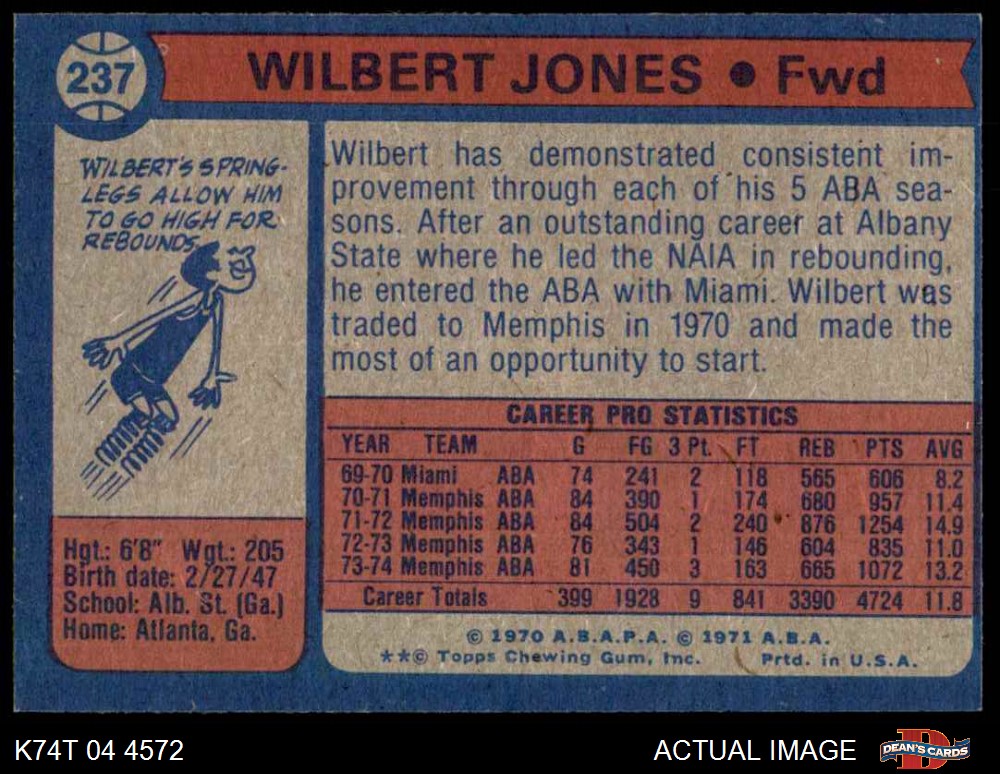 237
WILBERT JONES • Fwd
WILBERT'S SPRING-
LEGS ALLOW HIM
TO GO HIGH FOR
REBOUNDS
Wilbert has demonstrated consistent im-
provement through each of his 5 ABA sea-
sons. After an outstanding career at Albany
State where he led the NAIA in rebounding,
he entered the ABA with Miami. Wilbert was
traded to Memphis in 1970 and made the
most of an opportunity to start.
Hgt.: 6'8" Wgt.: 205
Birth date: 2/27/47
School: Alb. St. (Ga.)
Home: Atlanta, Ga.
CAREER PRO STATISTICS
YEAR TEAM G FG 3 Pt. FT REB PTS AVG
69-70 Miami ABA 74 241 2 118 565 606 8.2
70-71 Memphis ABA 84 390 1 174 680 957 11.4
71-72 Memphis ABA 84 504 2 240 876 1254 14.9
72-73 Memphis ABA 76 343 1 146 604 835 11.0
73-74 Memphis ABA 81 450 3 163 665 1072 13.2
Career Totals 399 1928 9 841 3390 4724 11.8
© 1970 A.B.A.P.A. © 1971 A.B.A.
**© Topps Chewing Gum, Inc. Prtd. in U.S.A.
K74T 04 4572
ACTUAL IMAGE
D
DEAN'S CARDS